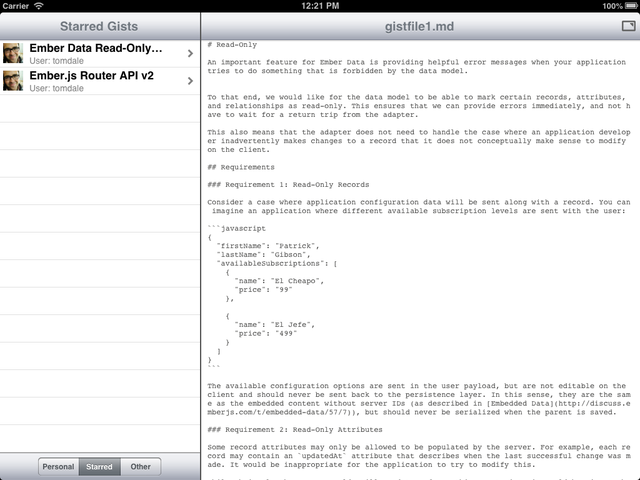 Carrier 12:21 PM 100%
Starred Gists
gistfile1.md
Ember Data Read-Only…
User: tomdale
Ember.js Router API v2
User: tomdale
Personal Starred Other
# Read-Only
An important feature for Ember Data is providing helpful error messages when your application
tries to do something that is forbidden by the data model.
To that end, we would like for the data model to be able to mark certain records, attributes,
and relationships as read-only. This ensures that we can provide errors immediately, and not h
ave to wait for a return trip from the adapter.
This also means that the adapter does not need to handle the case where an application develop
er inadvertently makes changes to a record that it does not conceptually make sense to modify
on the client.
## Requirements
### Requirement 1: Read-Only Records
Consider a case where application configuration data will be sent along with a record. You can
imagine an application where different available subscription levels are sent with the user:
```javascript
{
"firstName": "Patrick",
"lastName": "Gibson",
"availableSubscriptions": [
{
"name": "El Cheapo",
"price": "99"
},
{
"name": "El Jefe",
"price": "499"
}
]
}
```
The available configuration options are sent in the user payload, but are not editable on the
client and should never be sent back to the persistence layer. In this sense, they are the sam
e as the embedded content without server IDs (as described in [Embedded Data](http://discuss.e
mberjs.com/t/embedded-data/57/7)), but should never be serialized when the parent is saved.
### Requirement 2: Read-Only Attributes
Some record attributes may only be allowed to be populated by the server. For example, each re
cord may contain an `updatedAt` attribute that describes when the last successful change was m
ade. It would be inappropriate for the application to try to modify this.